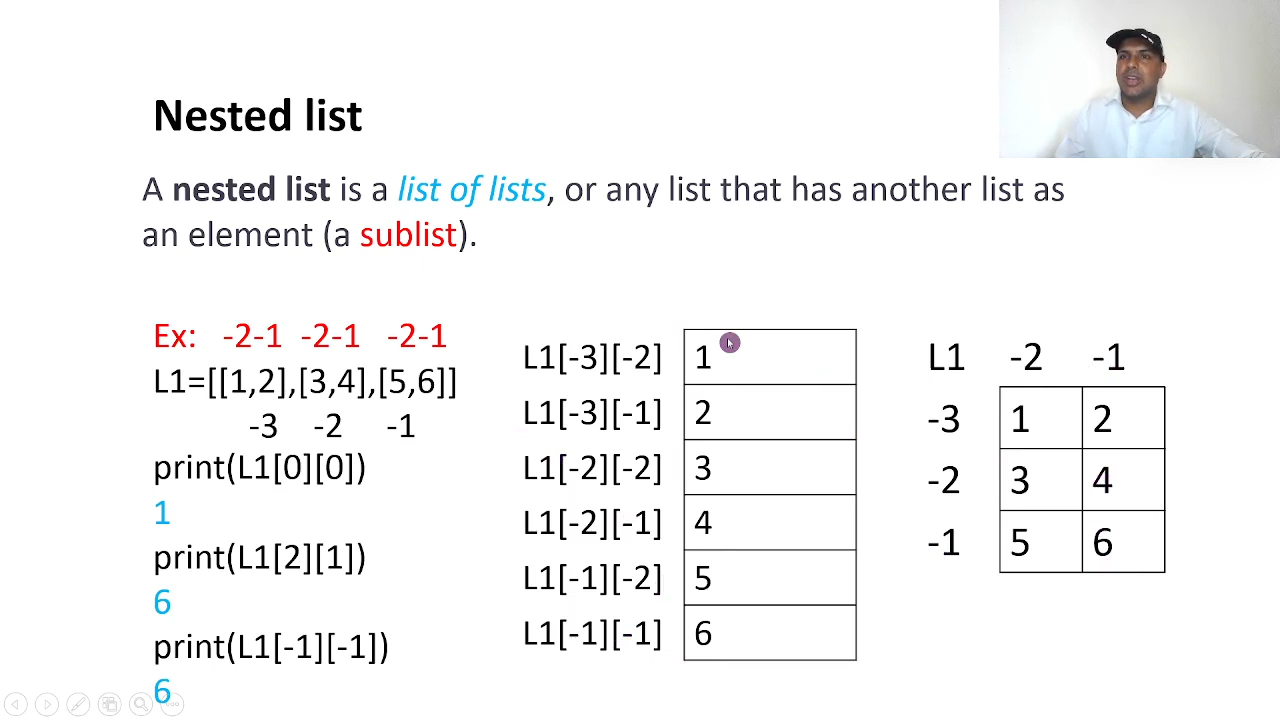 Nested list
A nested list is a list of lists, or any list that has another list as
an element (a sublist).
Ex: -2-1 -2-1 -2-1
L1=[[1,2],[3,4],[5,6]]
-3 -2 -1
print(L1[0][0])
1
print(L1[2][1])
6
print(L1[-1][-1])
6
L1[-3][-2] 1
L1[-3][-1] 2
L1[-2][-2] 3
L1[-2][-1] 4
L1[-1][-2] 5
L1[-1][-1] 6
L1 -2 -1
-3 1 2
-2 3 4
-1 5 6